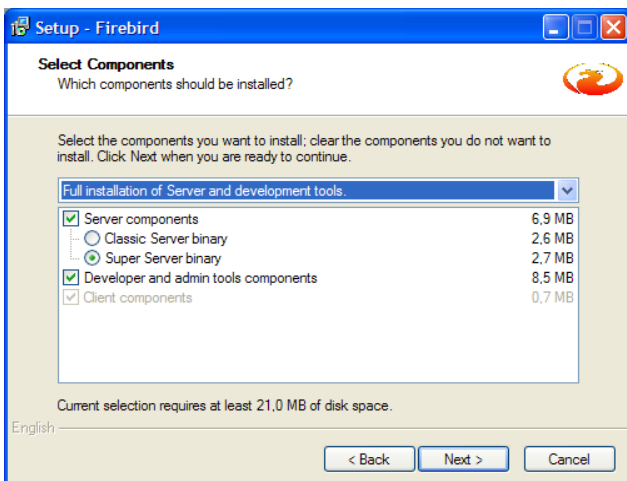 Setup - Firebird
Select Components
Which components should be installed?
Select the components you want to install; clear the components you do not want to
install. Click Next when you are ready to continue.
Full installation of Server and development tools.
Server components 6,9 MB
Classic Server binary 2,6 MB
Super Server binary 2,7 MB
Developer and admin tools components 8,5 MB
Client components 0,7 MB
Current selection requires at least 21,0 MB of disk space.
English
< Back Next > Cancel